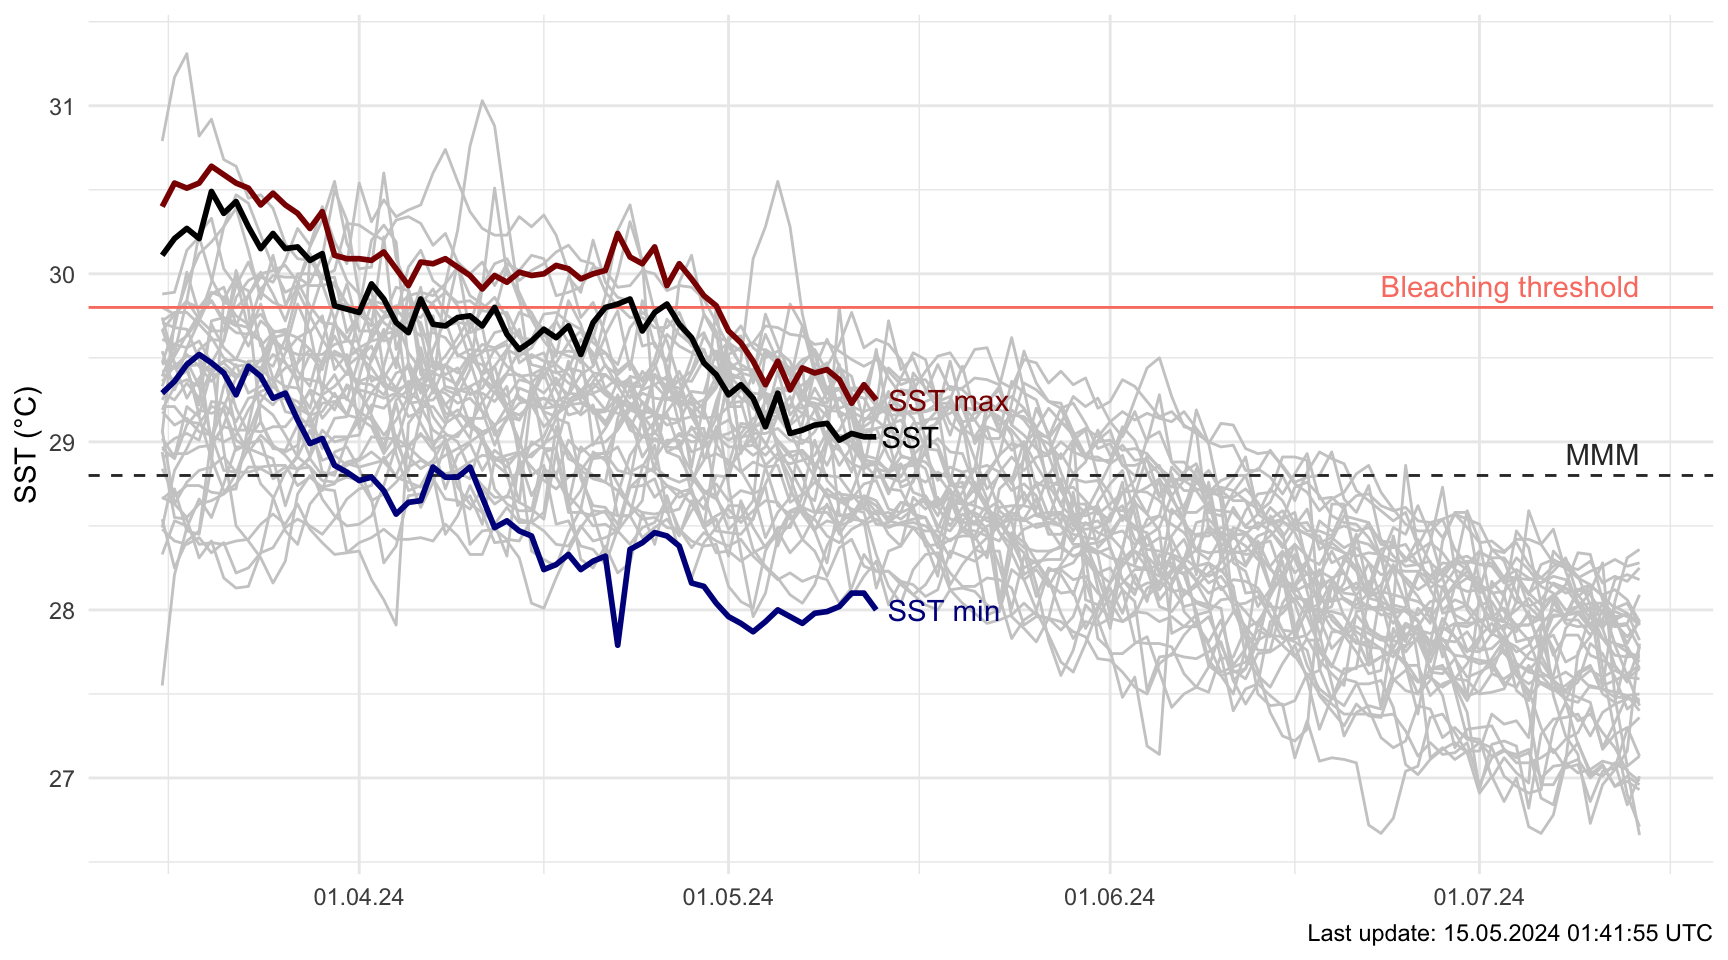 SST (°C)
31
30
29
28
27
Bleaching threshold
SST max
SST
MMM
SST min
01.04.24
01.05.24
01.06.24
01.07.24
Last update: 15.05.2024 01:41:55 UTC